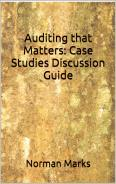 Auditing that
Matters: Case
Studies Discussion
Guide
Norman Marks